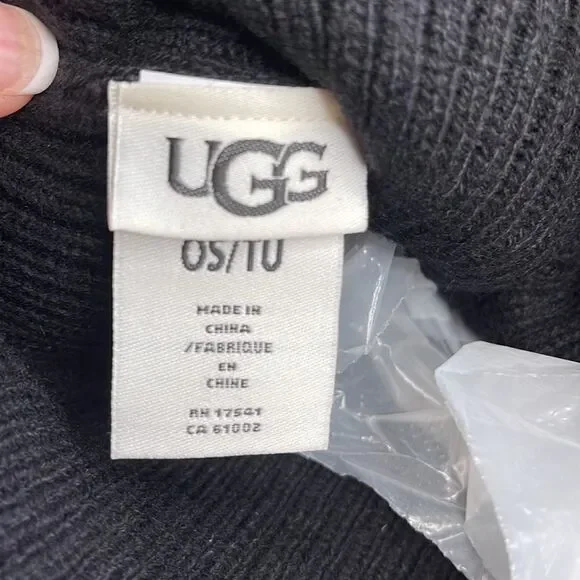 UGG
OS/TU
MADE IN
CHINA
/FABRIQUE
EN
CHINE
RN 17541
CA 61002